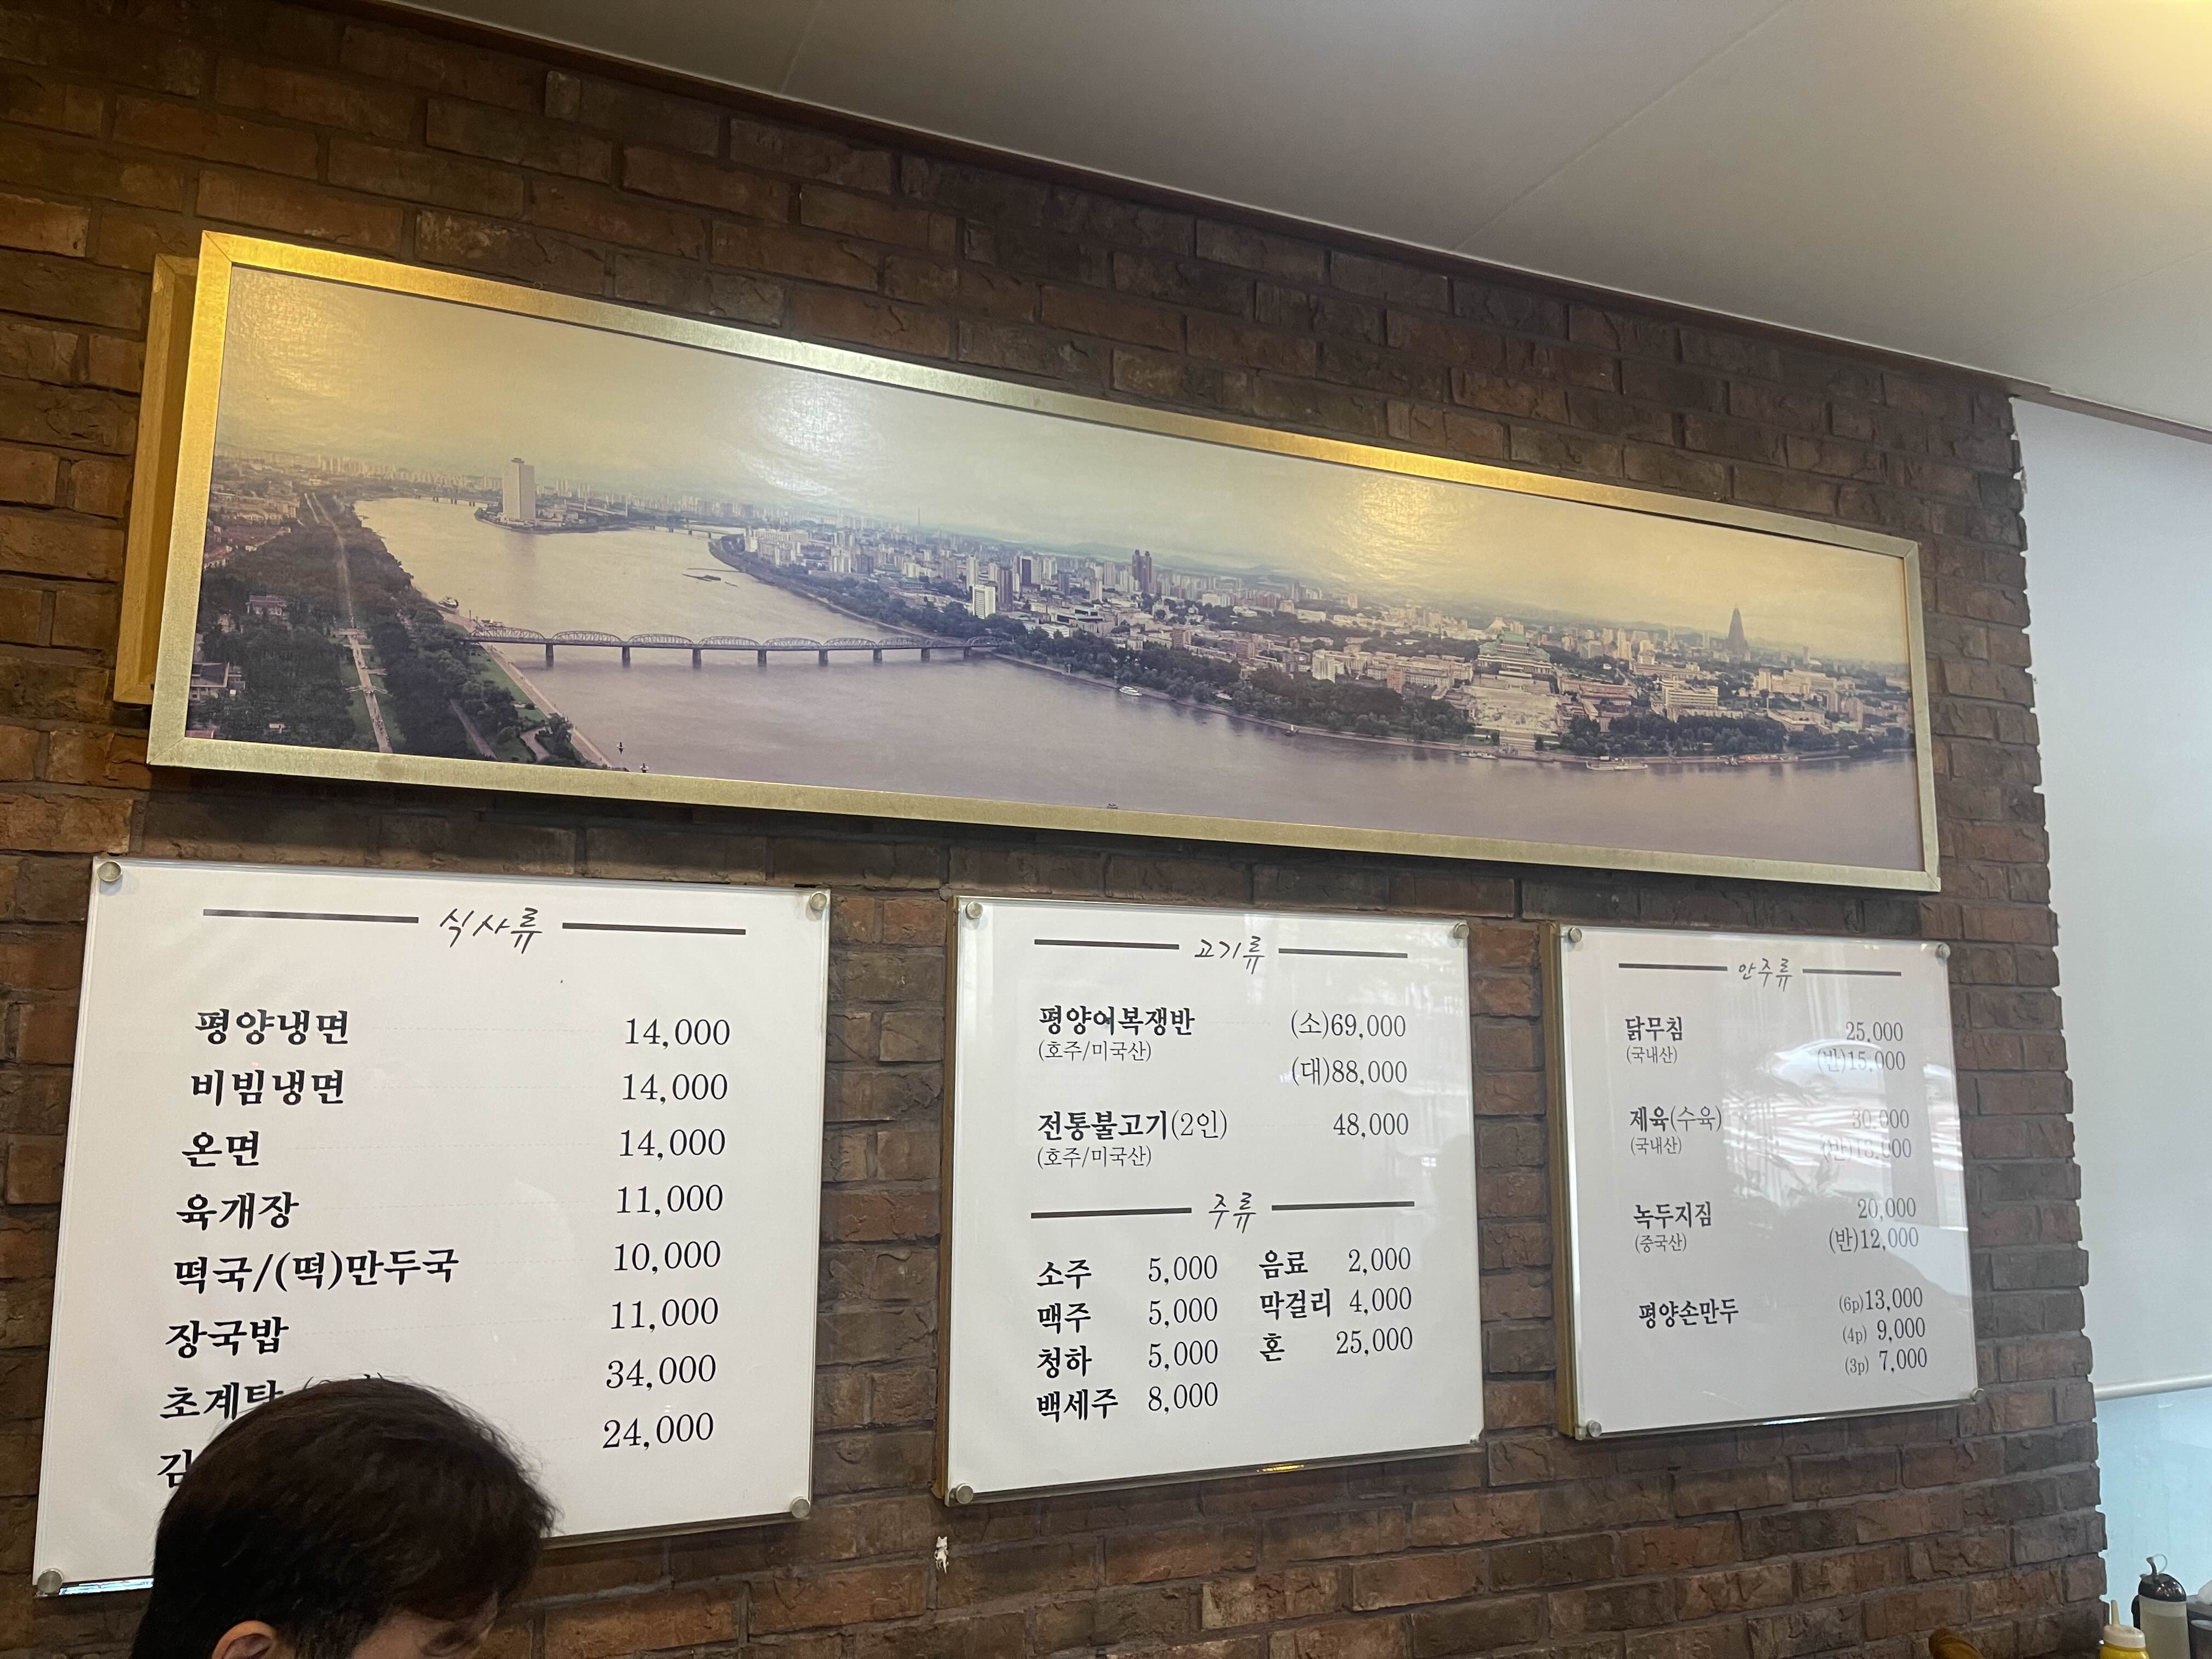 식사류
평양냉면 14,000
비빔냉면 14,000
온면 14,000
육개장 11,000
떡국/(떡)만두국 10,000
장국밥 11,000
초계탕 34,000
김 24,000
고기류
평양어복쟁반 (소)69,000
(호주/미국산)
(대)88,000
전통불고기(2인) 48,000
(호주/미국산)
주류
소주 5,000 음료 2,000
맥주 5,000 막걸리 4,000
청하 5,000 혼 25,000
백세주 8,000
안주류
닭무침 25,000
(국내산) (반)15,000
제육(수육) 30,000
(국내산)
녹두지짐 20,000
(중국산) (반)12,000
평양손만두 (6p)13,000
(4p) 9,000
(3p) 7,000